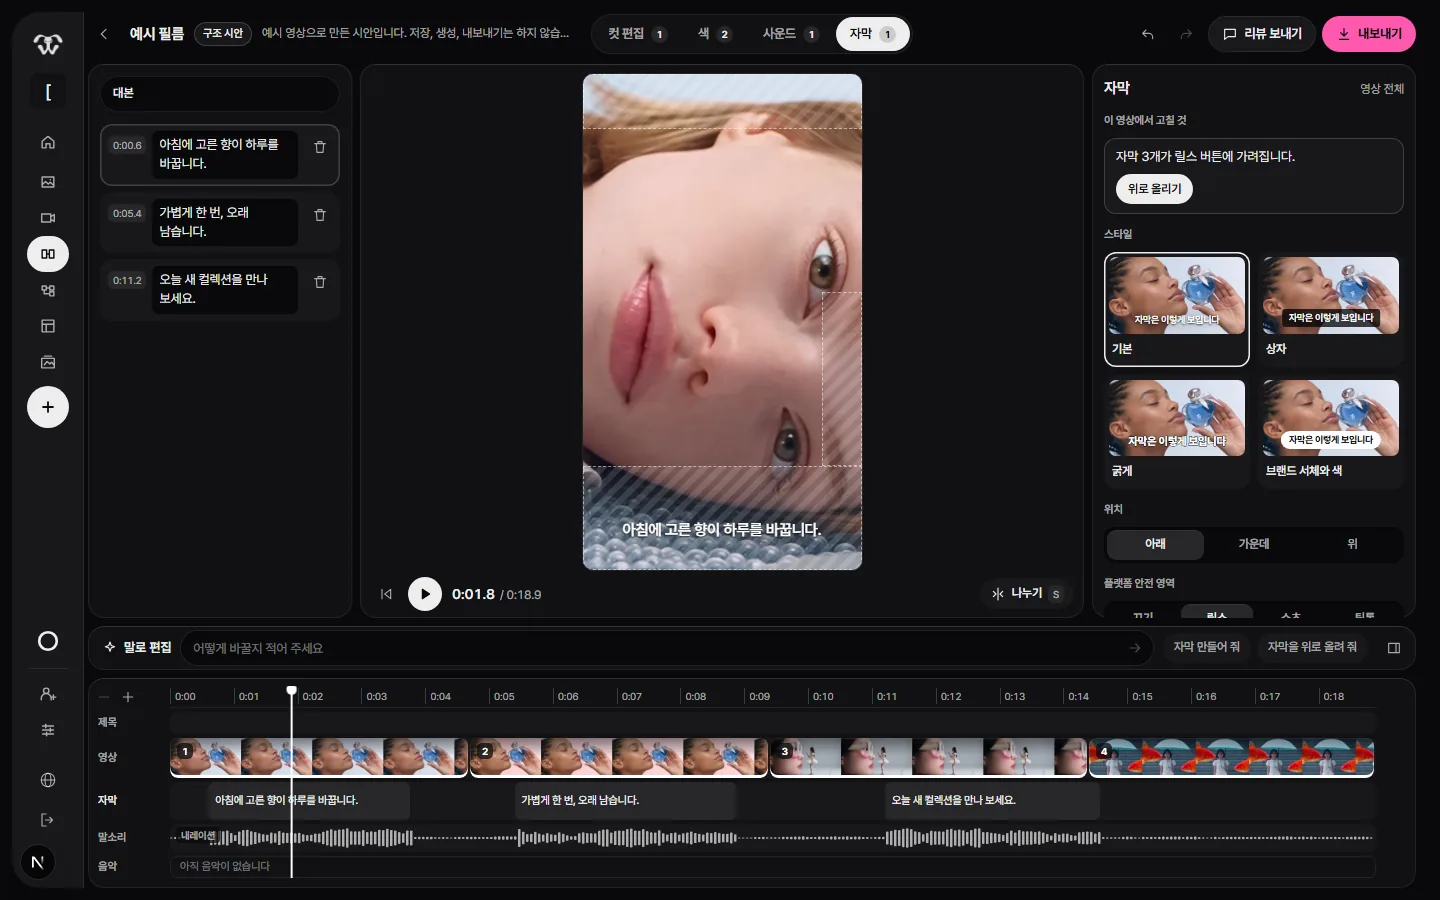 예시 필름
구조 시안
예시 영상으로 만든 시안입니다. 저장, 생성, 내보내기는 하지 않습...
컷 편집 1
색 2
사운드 1
자막 1
리뷰 보내기
내보내기
[
대본
0:00.6
아침에 고른 향이 하루를
바꿉니다.
0:05.4
가볍게 한 번, 오래
남습니다.
0:11.2
오늘 새 컬렉션을 만나
보세요.
아침에 고른 향이 하루를 바꿉니다.
0:01.8 / 0:18.9
나누기 S
자막
영상 전체
이 영상에서 고칠 것
자막 3개가 릴스 버튼에 가려집니다.
위로 올리기
스타일
자막은 이렇게 보입니다
기본
자막은 이렇게 보입니다
상자
자막은 이렇게 보입니다
굵게
자막은 이렇게 보입니다
브랜드 서체와 색
위치
아래
가운데
위
플랫폼 안전 영역
끄기
릴스
쇼츠
틱톡
말로 편집
어떻게 바꿀지 적어 주세요
자막 만들어 줘
자막을 위로 올려 줘
0:00 0:01 0:02 0:03 0:04 0:05 0:06 0:07 0:08 0:09 0:10 0:11 0:12 0:13 0:14 0:15 0:16 0:17 0:18
제목
영상
1 2 3 4
자막
아침에 고른 향이 하루를 바꿉니다.
가볍게 한 번, 오래 남습니다.
오늘 새 컬렉션을 만나 보세요.
말소리
내레이션
음악
아직 음악이 없습니다
N